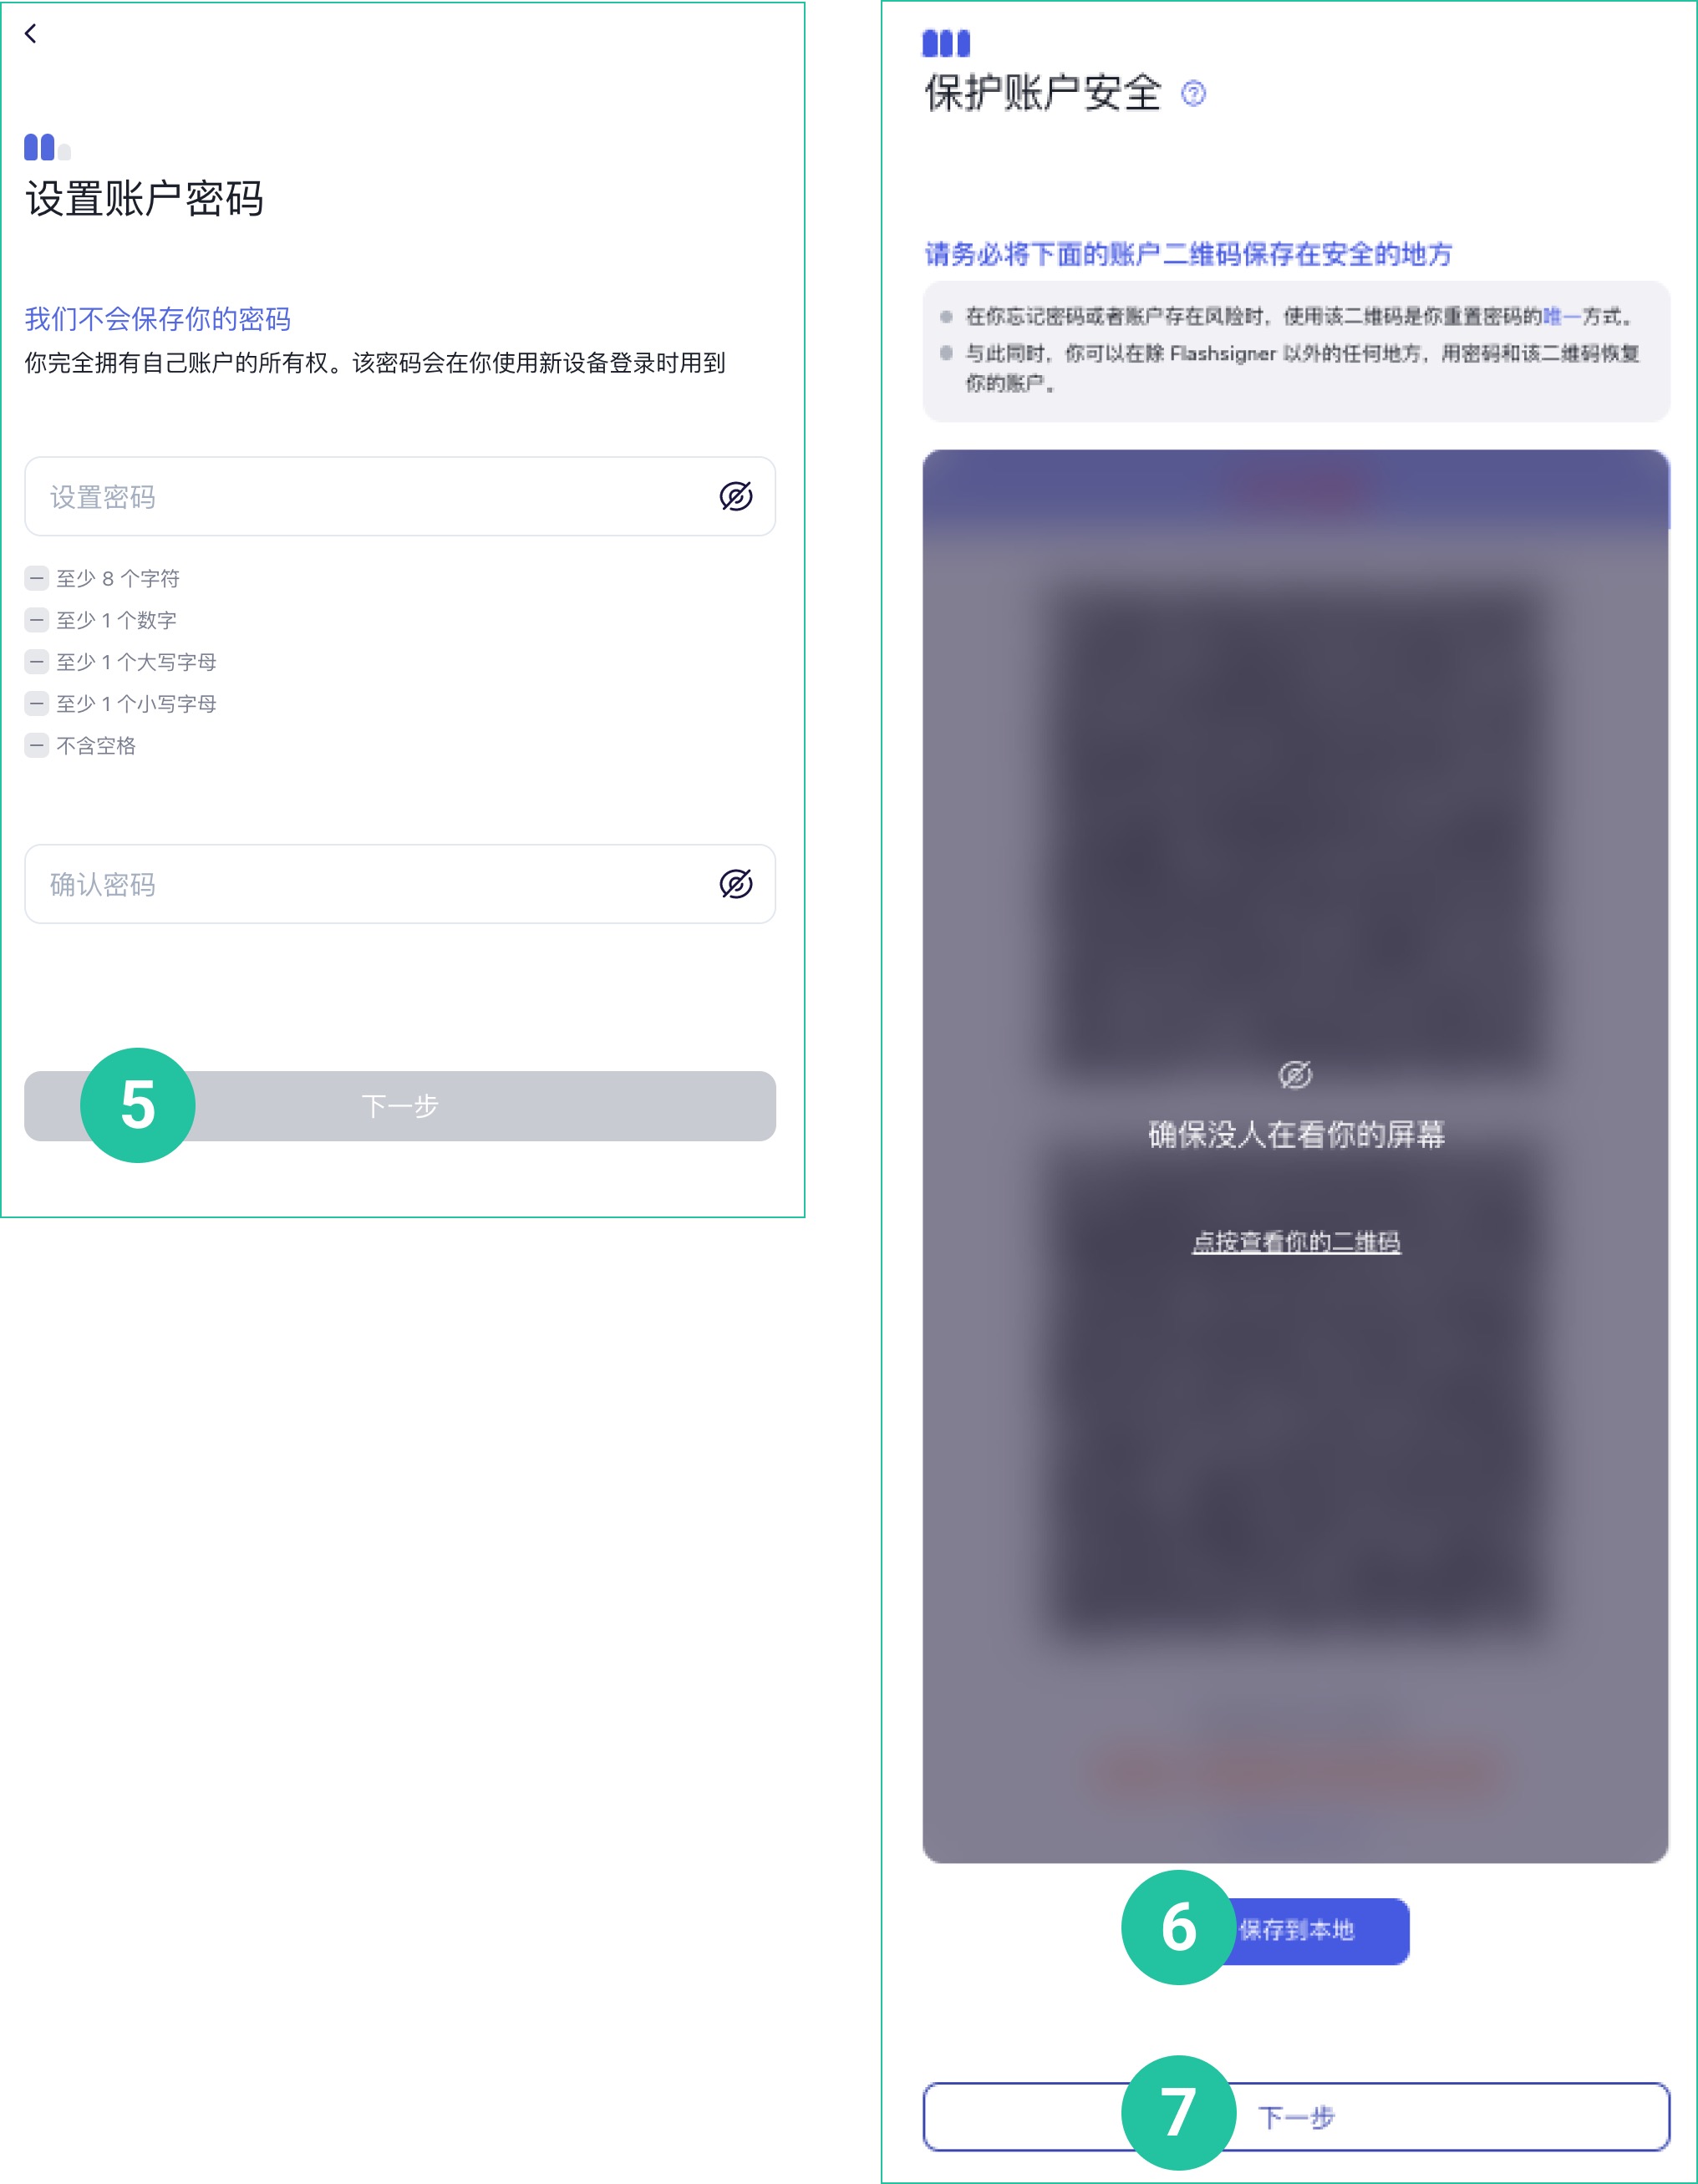 设置账户密码
我们不会保存你的密码
你完全拥有自己账户的所有权。该密码会在你使用新设备登录时用到
设置密码
至少 8 个字符
至少 1 个数字
至少 1 个大写字母
至少 1 个小写字母
不含空格
确认密码
5
下一步
保护账户安全
请务必将下面的账户二维码保存在安全的地方
在你忘记密码或者账户存在风险时，使用该二维码是你重置密码的唯一方式。
与此同时，你可以在除 Flashsigner 以外的任何地方，用密码和该二维码恢复
你的账户。
确保没人在看你的屏幕
点按查看你的二维码
6
保存到本地
7
下一步